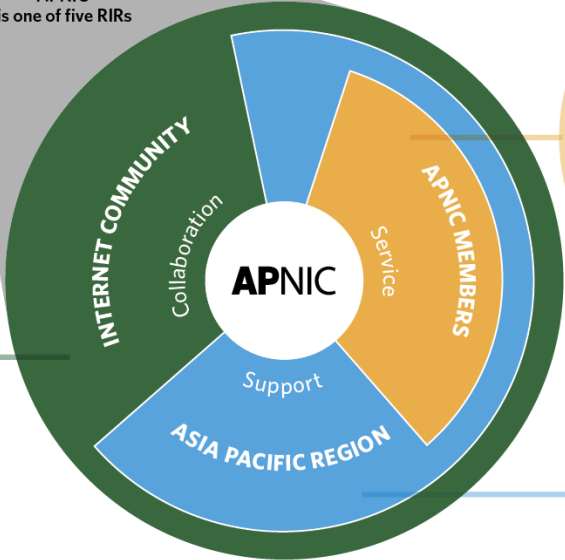 is one of five RIRs
INTERNET COMMUNITY
Collaboration
APNIC
Service
APNIC MEMBERS
Support
ASIA PACIFIC REGION